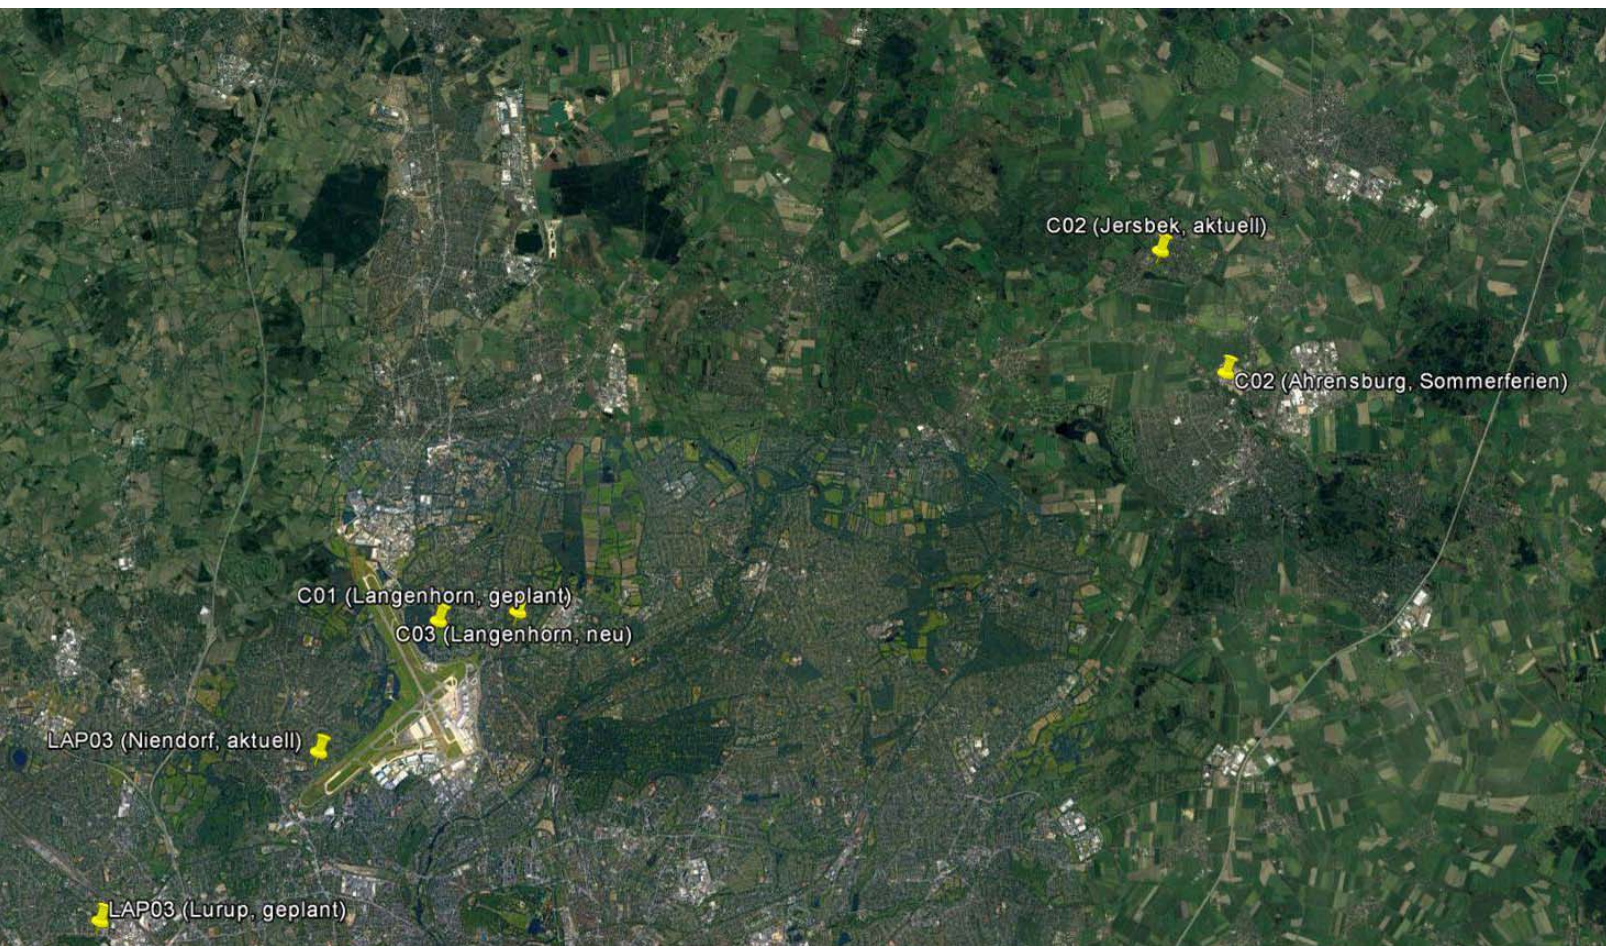 C02 (Jersbek, aktuell)
C02 (Ahrensburg, Sommerferien)
C01 (Langenhorn, geplant)
C03 (Langenhorn, neu)
LAP03 (Niendorf, aktuell)
LAP03 (Lurup, geplant)